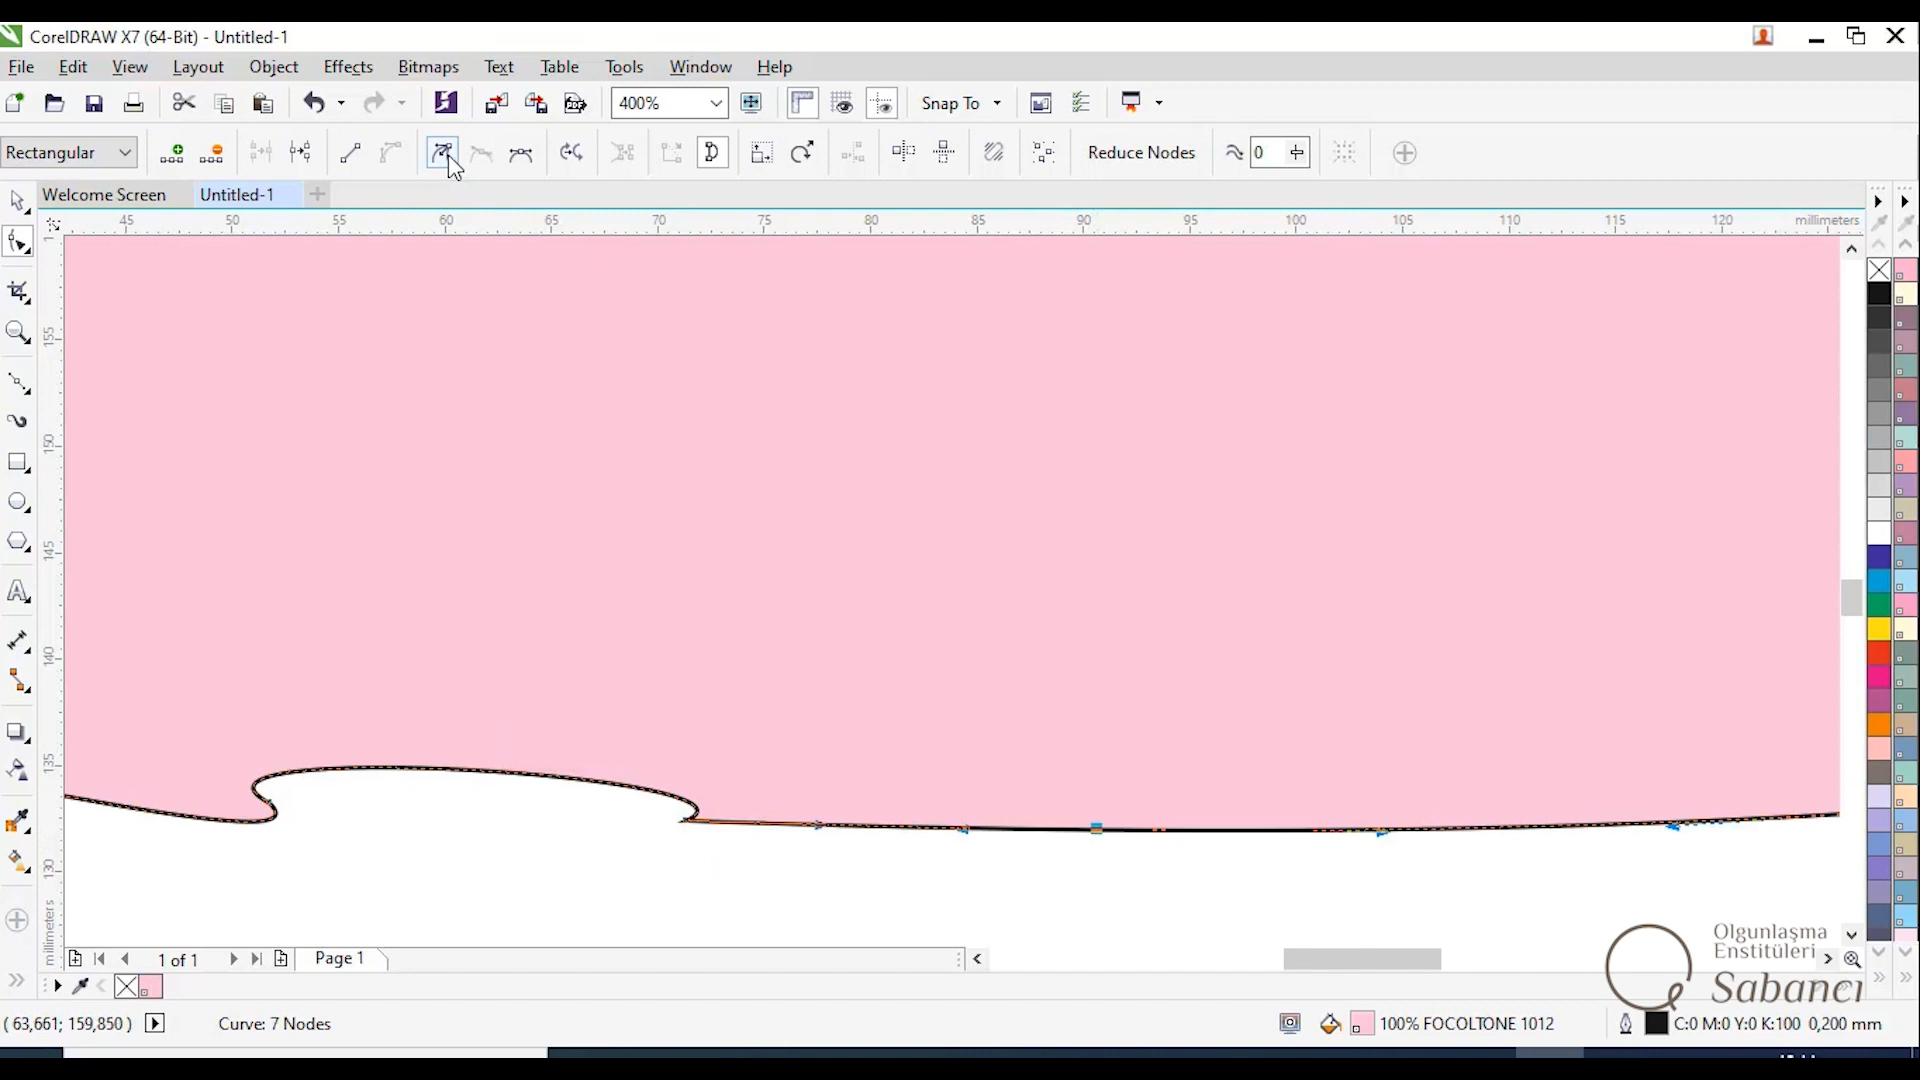 CorelDRAW X7 (64-Bit) - Untitled-1
File Edit View Layout Object Effects Bitmaps Text Table Tools Window Help
400% Snap To
Rectangular Reduce Nodes 0
Welcome Screen Untitled-1
45 50 55 60 65 70 75 80 85 90 95 100 105 110 115 120 millimeters
155
150
145
140
135
130
millimeters
Olgunlaşma
Enstitüleri
Sabancı
1 of 1 Page 1
( 63,661; 159,850 ) Curve: 7 Nodes 100% FOCOLTONE 1012 C:0 M:0 Y:0 K:100 0,200 mm